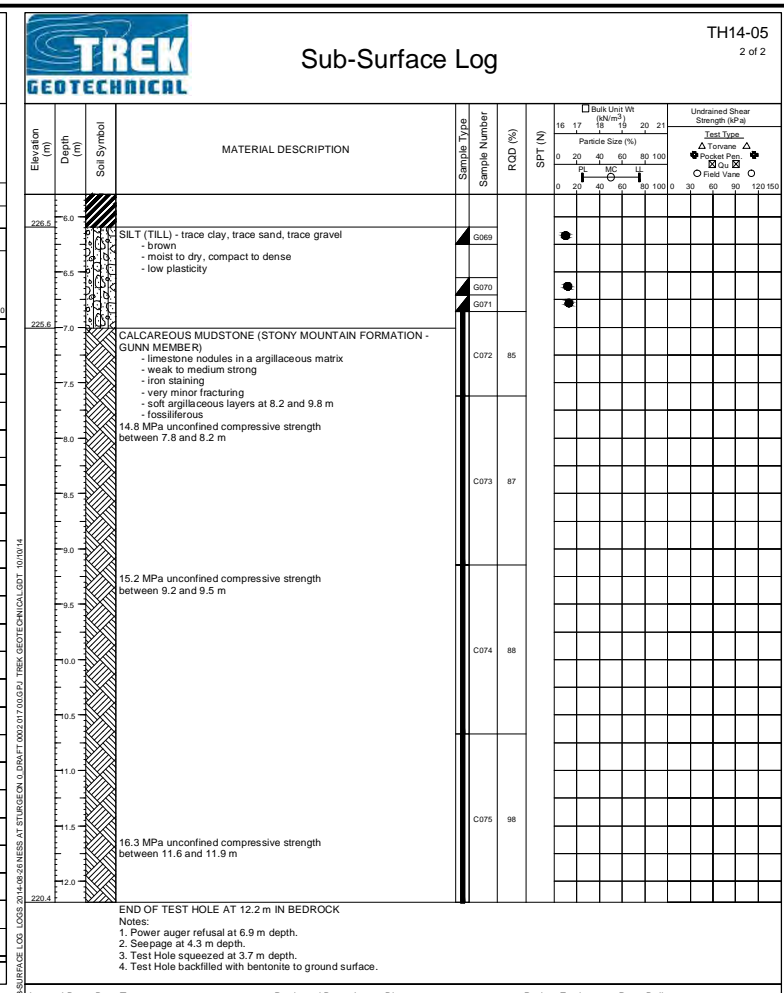 TREK
GEOTECHNICAL
Sub-Surface Log
TH14-05
2 of 2
Elevation (m)
Depth (m)
Soil Symbol
MATERIAL DESCRIPTION
Sample Type
Sample Number
RQD (%)
SPT (N)
Bulk Unit Wt
(kN/m3)
16 17 18 19 20 21
Particle Size (%)
0 20 40 60 80 100
PL MC LL
0 20 40 60 80 100
Undrained Shear
Strength (kPa)
Test Type
Torvane
Pocket Pen.
Qu
Field Vane
0 30 60 90 120 150
6.0
226.5
SILT (TILL) - trace clay, trace sand, trace gravel
- brown
- moist to dry, compact to dense
- low plasticity
G069
6.5
G070
G071
225.6
7.0
CALCAREOUS MUDSTONE (STONY MOUNTAIN FORMATION -
GUNN MEMBER)
- limestone nodules in a argillaceous matrix
- weak to medium strong
- iron staining
- very minor fracturing
- soft argillaceous layers at 8.2 and 9.8 m
- fossiliferous
C072 85
7.5
14.8 MPa unconfined compressive strength
between 7.8 and 8.2 m
8.0
C073 87
8.5
9.0
15.2 MPa unconfined compressive strength
between 9.2 and 9.5 m
9.5
C074 88
10.0
10.5
11.0
C075 98
11.5
16.3 MPa unconfined compressive strength
between 11.6 and 11.9 m
12.0
220.4
END OF TEST HOLE AT 12.2 m IN BEDROCK
Notes:
1. Power auger refusal at 6.9 m depth.
2. Seepage at 4.3 m depth.
3. Test Hole squeezed at 3.7 m depth.
4. Test Hole backfilled with bentonite to ground surface.
SURFACE LOG LOGS 2014-08-26 NESS AT STURGEON 0_DRAFT 0002 017 00.GPJ TREK GEOTECHNICAL.GDT 10/10/14